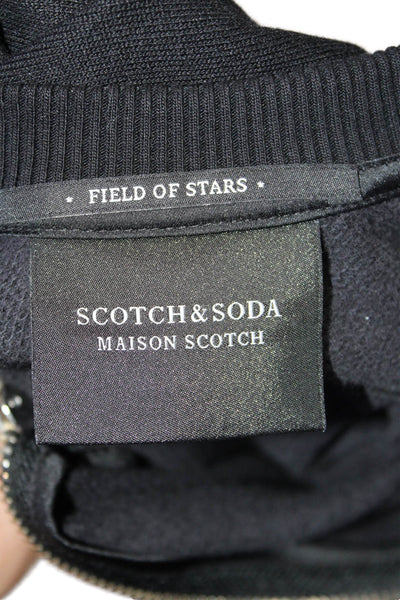 * FIELD OF STARS *
SCOTCH&SODA
MAISON SCOTCH